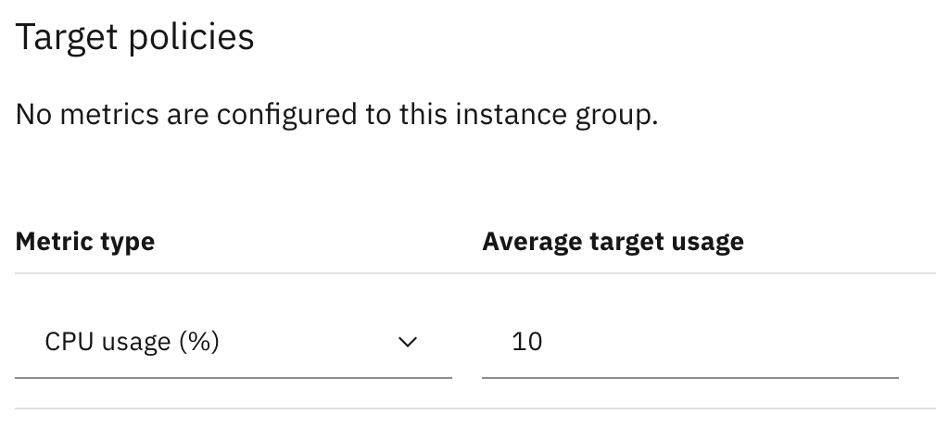 Target policies
No metrics are configured to this instance group.
Metric type Average target usage
CPU usage (%) 10